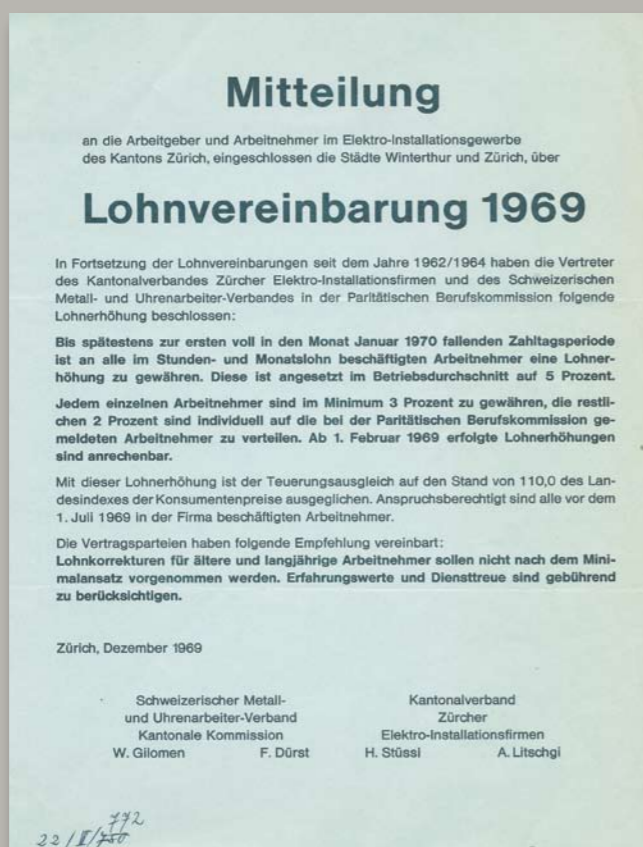 Mitteilung
an die Arbeitgeber und Arbeitnehmer im Elektro-Installationsgewerbe
des Kantons Zürich, eingeschlossen die Städte Winterthur und Zürich, über
Lohnvereinbarung 1969
In Fortsetzung der Lohnvereinbarungen seit dem Jahre 1962/1964 haben die Vertreter
des Kantonalverbandes Zürcher Elektro-Installationsfirmen und des Schweizerischen
Metall- und Uhrenarbeiter-Verbandes in der Paritätischen Berufskommission folgende
Lohnerhöhung beschlossen:
Bis spätestens zur ersten voll in den Monat Januar 1970 fallenden Zahltagsperiode
ist an alle im Stunden- und Monatslohn beschäftigten Arbeitnehmer eine Lohner-
höhung zu gewähren. Diese ist angesetzt im Betriebsdurchschnitt auf 5 Prozent.
Jedem einzelnen Arbeitnehmer sind im Minimum 3 Prozent zu gewähren, die restli-
chen 2 Prozent sind individuell auf die bei der Paritätischen Berufskommission ge-
meldeten Arbeitnehmer zu verteilen. Ab 1. Februar 1969 erfolgte Lohnerhöhungen
sind anrechenbar.
Mit dieser Lohnerhöhung ist der Teuerungsausgleich auf den Stand von 110,0 des Lan-
desindexes der Konsumentenpreise ausgeglichen. Anspruchsberechtigt sind alle vor dem
1. Juli 1969 in der Firma beschäftigten Arbeitnehmer.
Die Vertragsparteien haben folgende Empfehlung vereinbart:
Lohnkorrekturen für ältere und langjährige Arbeitnehmer sollen nicht nach dem Mini-
malansatz vorgenommen werden. Erfahrungswerte und Diensttreue sind gebührend
zu berücksichtigen.
Zürich, Dezember 1969
Schweizerischer Metall-
und Uhrenarbeiter-Verband
Kantonale Kommission
W. Gilomen F. Dürst
Kantonalverband
Zürcher
Elektro-Installationsfirmen
H. Stüssi A. Litschgi
772
22/II/750